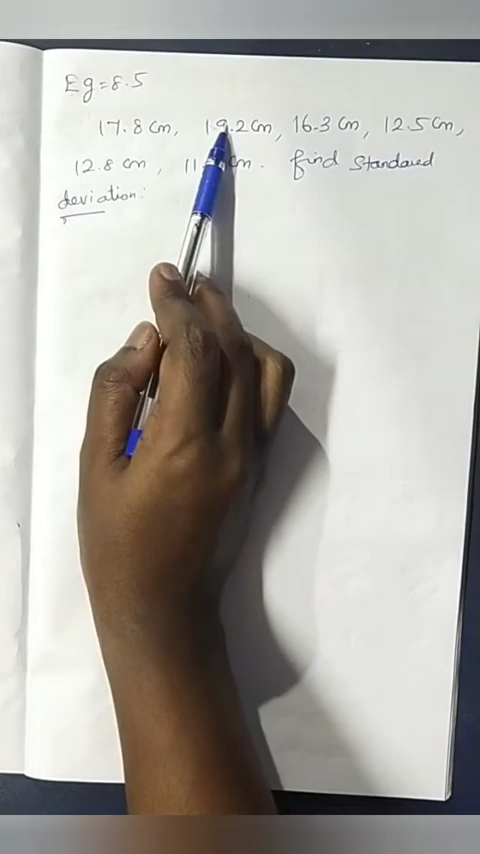 Eg=8.5
17.8 cm, 19.2 cm, 16.3 cm, 12.5 cm,
12.8 cm, cm. find Standared
deviation: